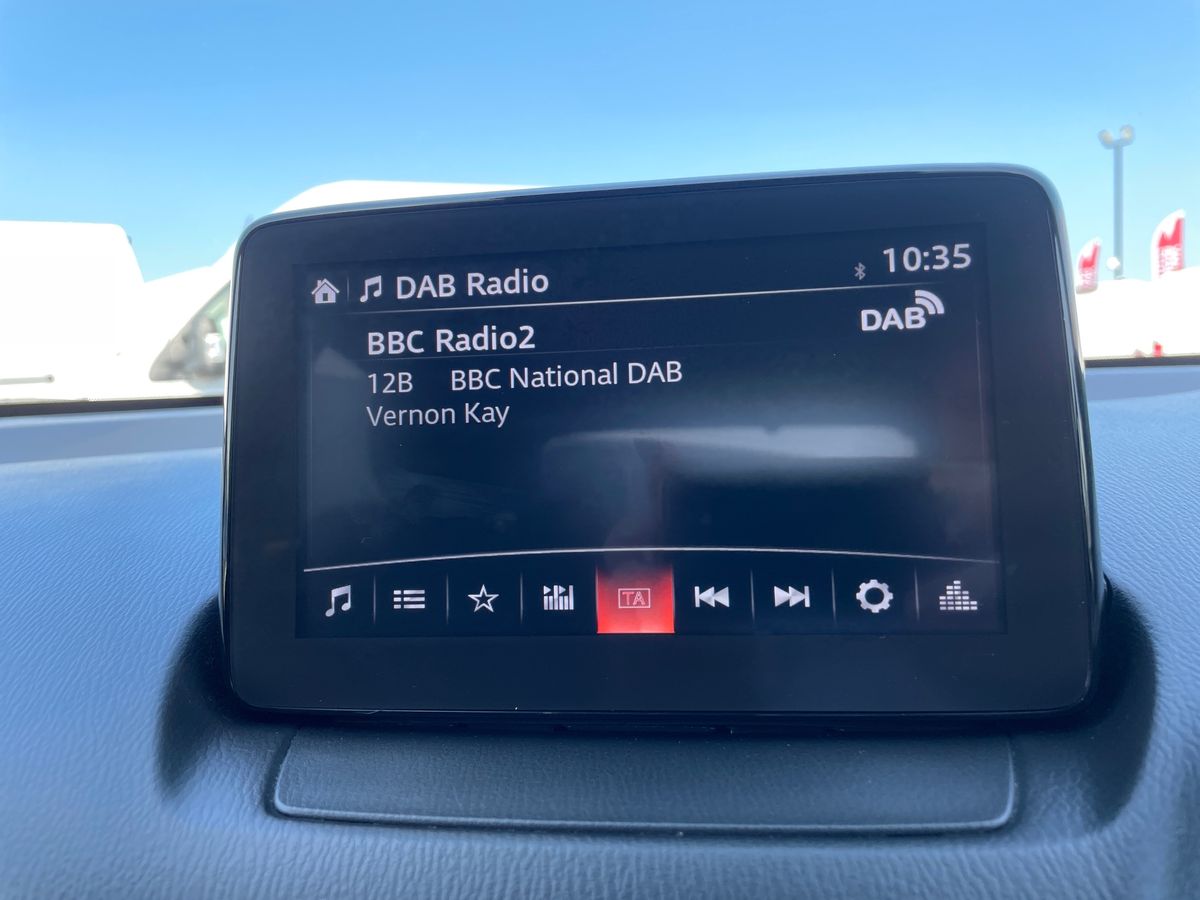 DAB Radio
10:35
BBC Radio2
DAB
12B BBC National DAB
Vernon Kay
TA